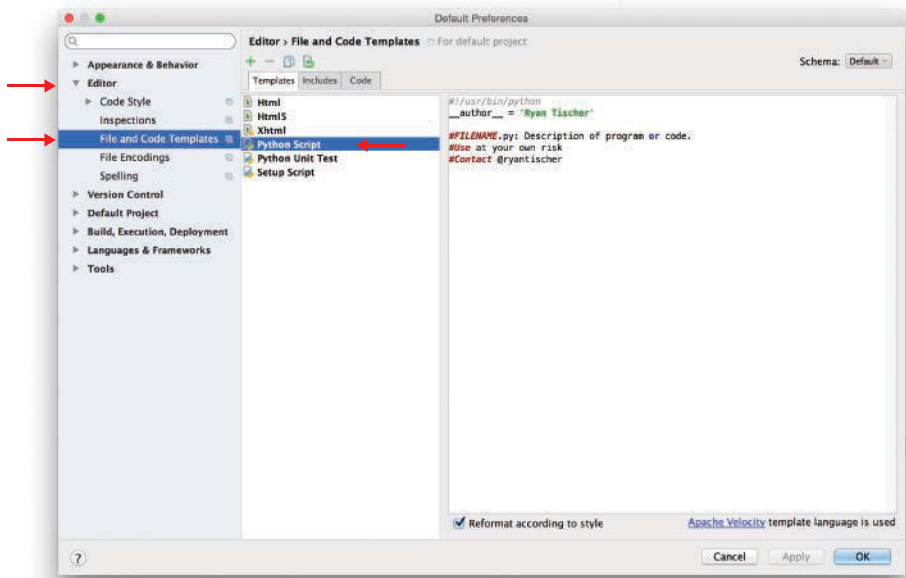 Default Preferences
Editor › File and Code Templates For default project
Schema: Default
Appearance & Behavior
Editor
Code Style
Inspections
File and Code Templates
File Encodings
Spelling
Version Control
Default Project
Build, Execution, Deployment
Languages & Frameworks
Tools
Templates Includes Code
Html
Html5
Xhtml
Python Script
Python Unit Test
Setup Script
#!/usr/bin/python
__author__ = 'Ryan Tischer'
#FILENAME.py: Description of program or code.
#Use at your own risk
#Contact @ryantischer
Reformat according to style
Apache Velocity template language is used
?
Cancel Apply OK